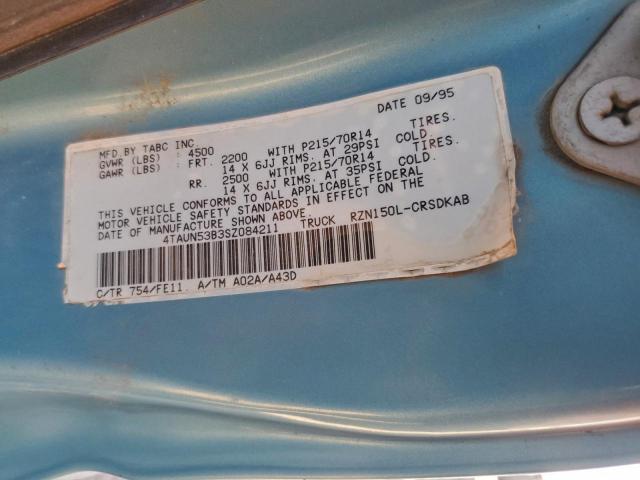 DATE 09/95
MFD.BY TABC INC.
GVWR (LBS) : 4500
GAWR (LBS) : FRT. 2200 WITH P215/70R14 TIRES.
14 X 6JJ RIMS. AT 29PSI COLD.
RR. 2500 WITH P215/70R14 TIRES.
14 X 6JJ RIMS. AT 35PSI COLD.
THIS VEHICLE CONFORMS TO ALL APPLICABLE FEDERAL
MOTOR VEHICLE SAFETY STANDARDS IN EFFECT ON THE
DATE OF MANUFACTURE SHOWN ABOVE.
4TAUN53B3SZ084211 TRUCK RZN150L-CRSDKAB
C/TR 754/FE11. A/TM A02A/A43D